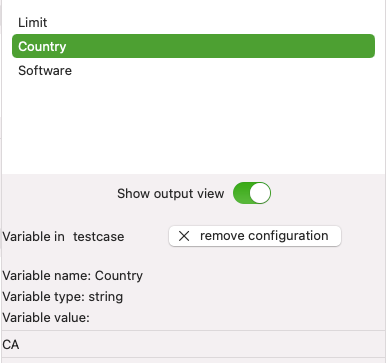 Limit
Country
Software
Show output view
Variable in testcase
remove configuration
Variable name: Country
Variable type: string
Variable value:
CA